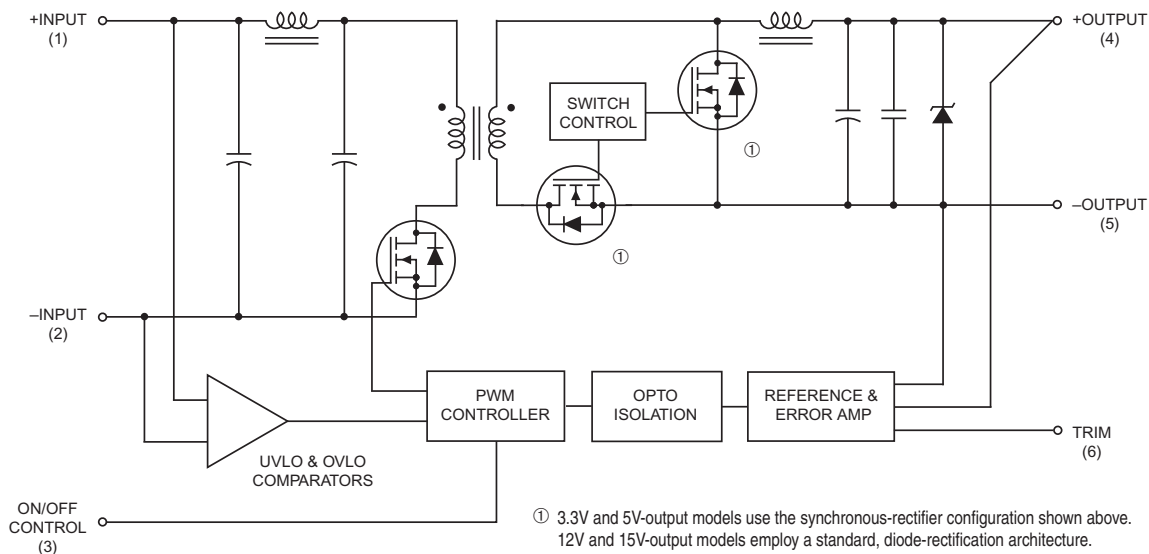 +INPUT
(1)
+OUTPUT
(4)
SWITCH
CONTROL
①
–OUTPUT
(5)
①
–INPUT
(2)
PWM
CONTROLLER
OPTO
ISOLATION
REFERENCE &
ERROR AMP
TRIM
(6)
UVLO & OVLO
COMPARATORS
ON/OFF
CONTROL
(3)
① 3.3V and 5V-output models use the synchronous-rectifier configuration shown above.
12V and 15V-output models employ a standard, diode-rectification architecture.